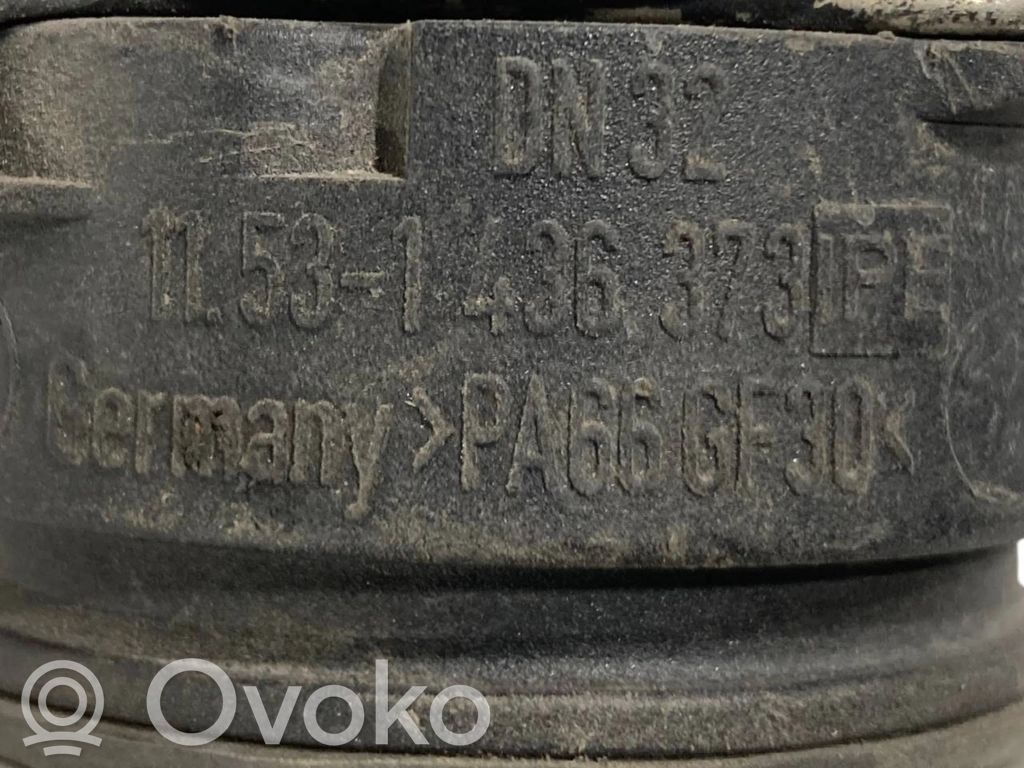 DN 32
11.53-1 436 373
Germany >PA66 GF30<
Ovoko